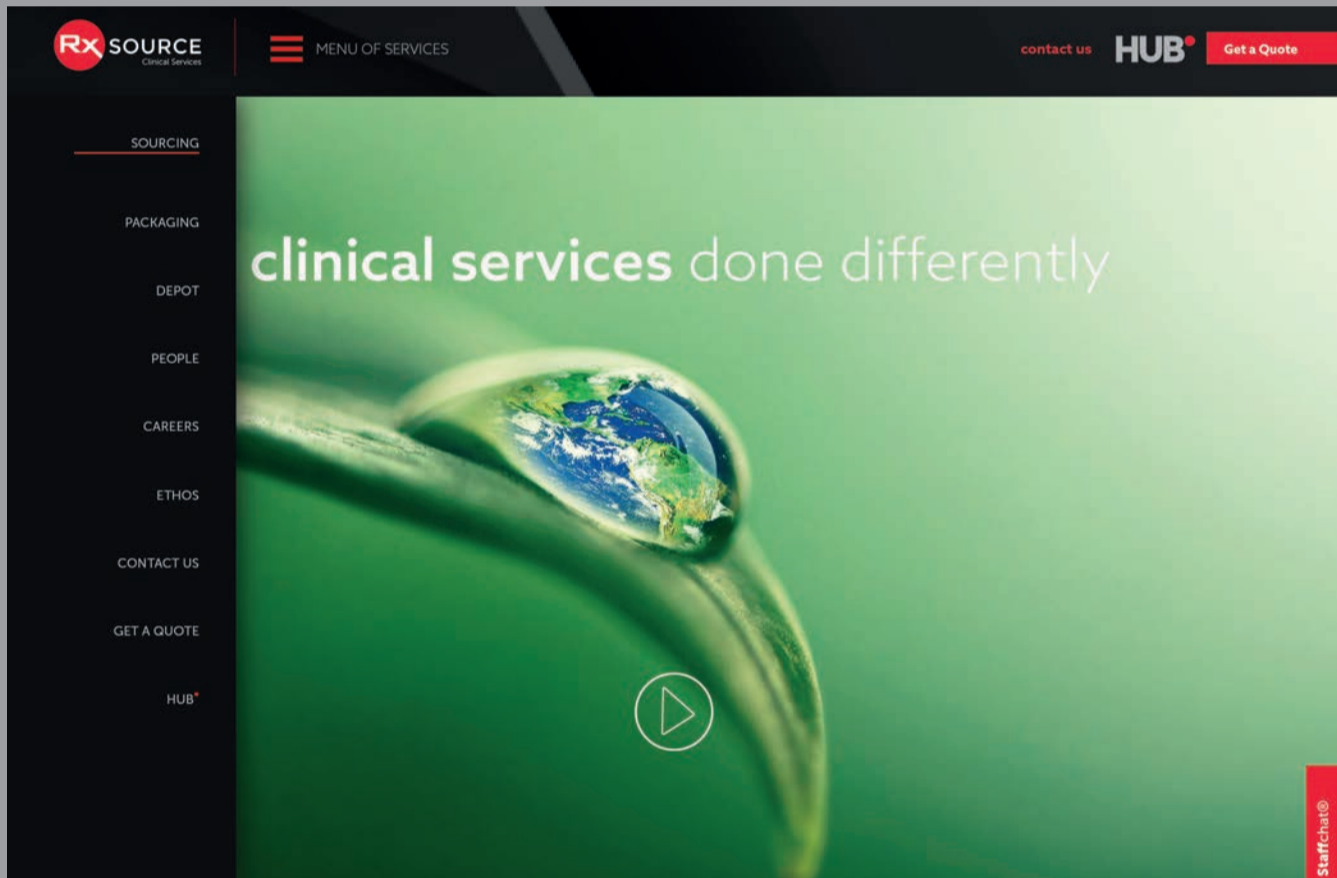 Rx SOURCE
Clinical Services
MENU OF SERVICES
contact us
HUB
Get a Quote
SOURCING
PACKAGING
DEPOT
PEOPLE
CAREERS
ETHOS
CONTACT US
GET A QUOTE
HUB
clinical services done differently
Staffchat®